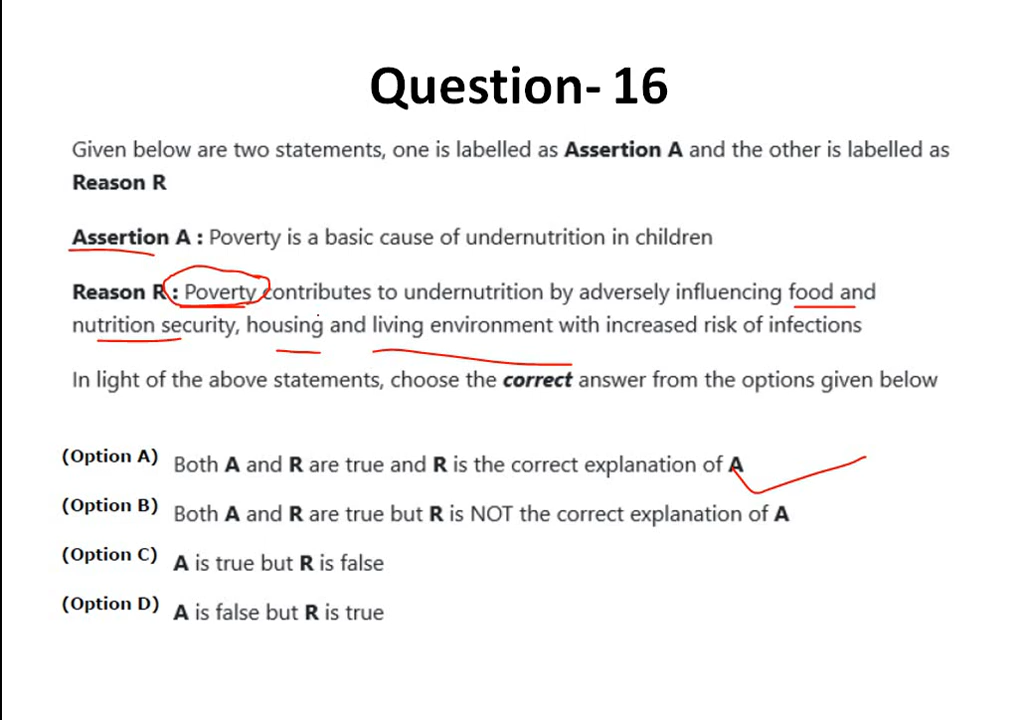 Question- 16
Given below are two statements, one is labelled as Assertion A and the other is labelled as
Reason R
Assertion A : Poverty is a basic cause of undernutrition in children
Reason R : Poverty contributes to undernutrition by adversely influencing food and
nutrition security, housing and living environment with increased risk of infections
In light of the above statements, choose the correct answer from the options given below
(Option A) Both A and R are true and R is the correct explanation of A
(Option B) Both A and R are true but R is NOT the correct explanation of A
(Option C) A is true but R is false
(Option D) A is false but R is true